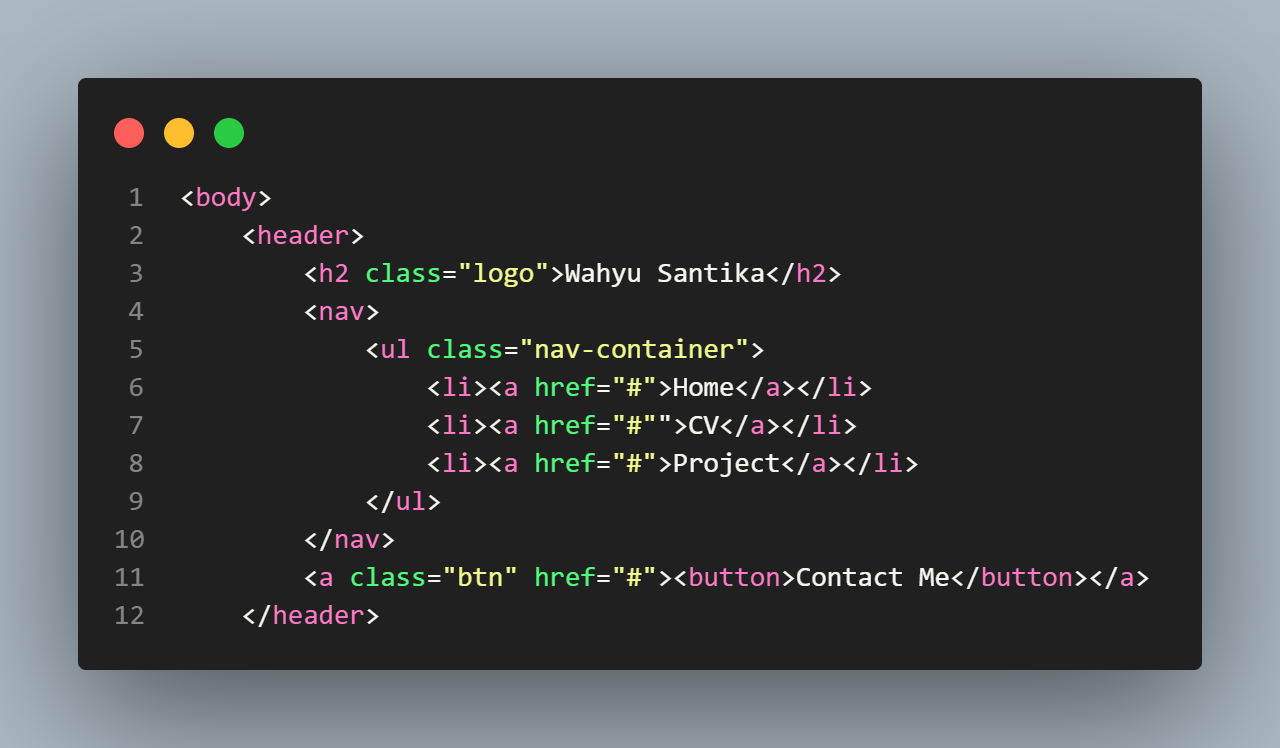 1 <body>
2     <header>
3         <h2 class="logo">Wahyu Santika</h2>
4         <nav>
5             <ul class="nav-container">
6                 <li><a href="#">Home</a></li>
7                 <li><a href="#"">CV</a></li>
8                 <li><a href="#">Project</a></li>
9             </ul>
10         </nav>
11         <a class="btn" href="#"><button>Contact Me</button></a>
12     </header>